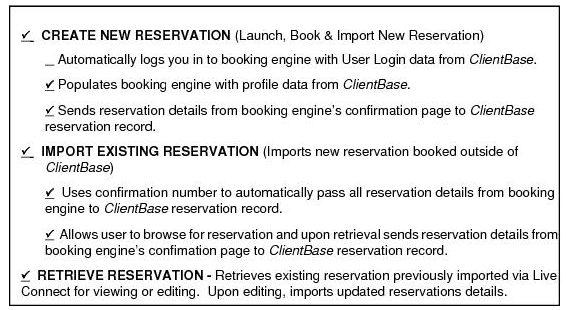 ✓ CREATE NEW RESERVATION (Launch, Book & Import New Reservation)
_ Automatically logs you in to booking engine with User Login data from ClientBase.
✓ Populates booking engine with profile data from ClientBase.
✓ Sends reservation details from booking engine's confirmation page to ClientBase
reservation record.
✓ IMPORT EXISTING RESERVATION (Imports new reservation booked outside of
ClientBase)
✓ Uses confirmation number to automatically pass all reservation details from booking
engine to ClientBase reservation record.
✓ Allows user to browse for reservation and upon retrieval sends reservation details from
booking engine's confimation page to ClientBase reservation record.
✓ RETRIEVE RESERVATION - Retrieves existing reservation previously imported via Live
Connect for viewing or editing. Upon editing, imports updated reservations details.